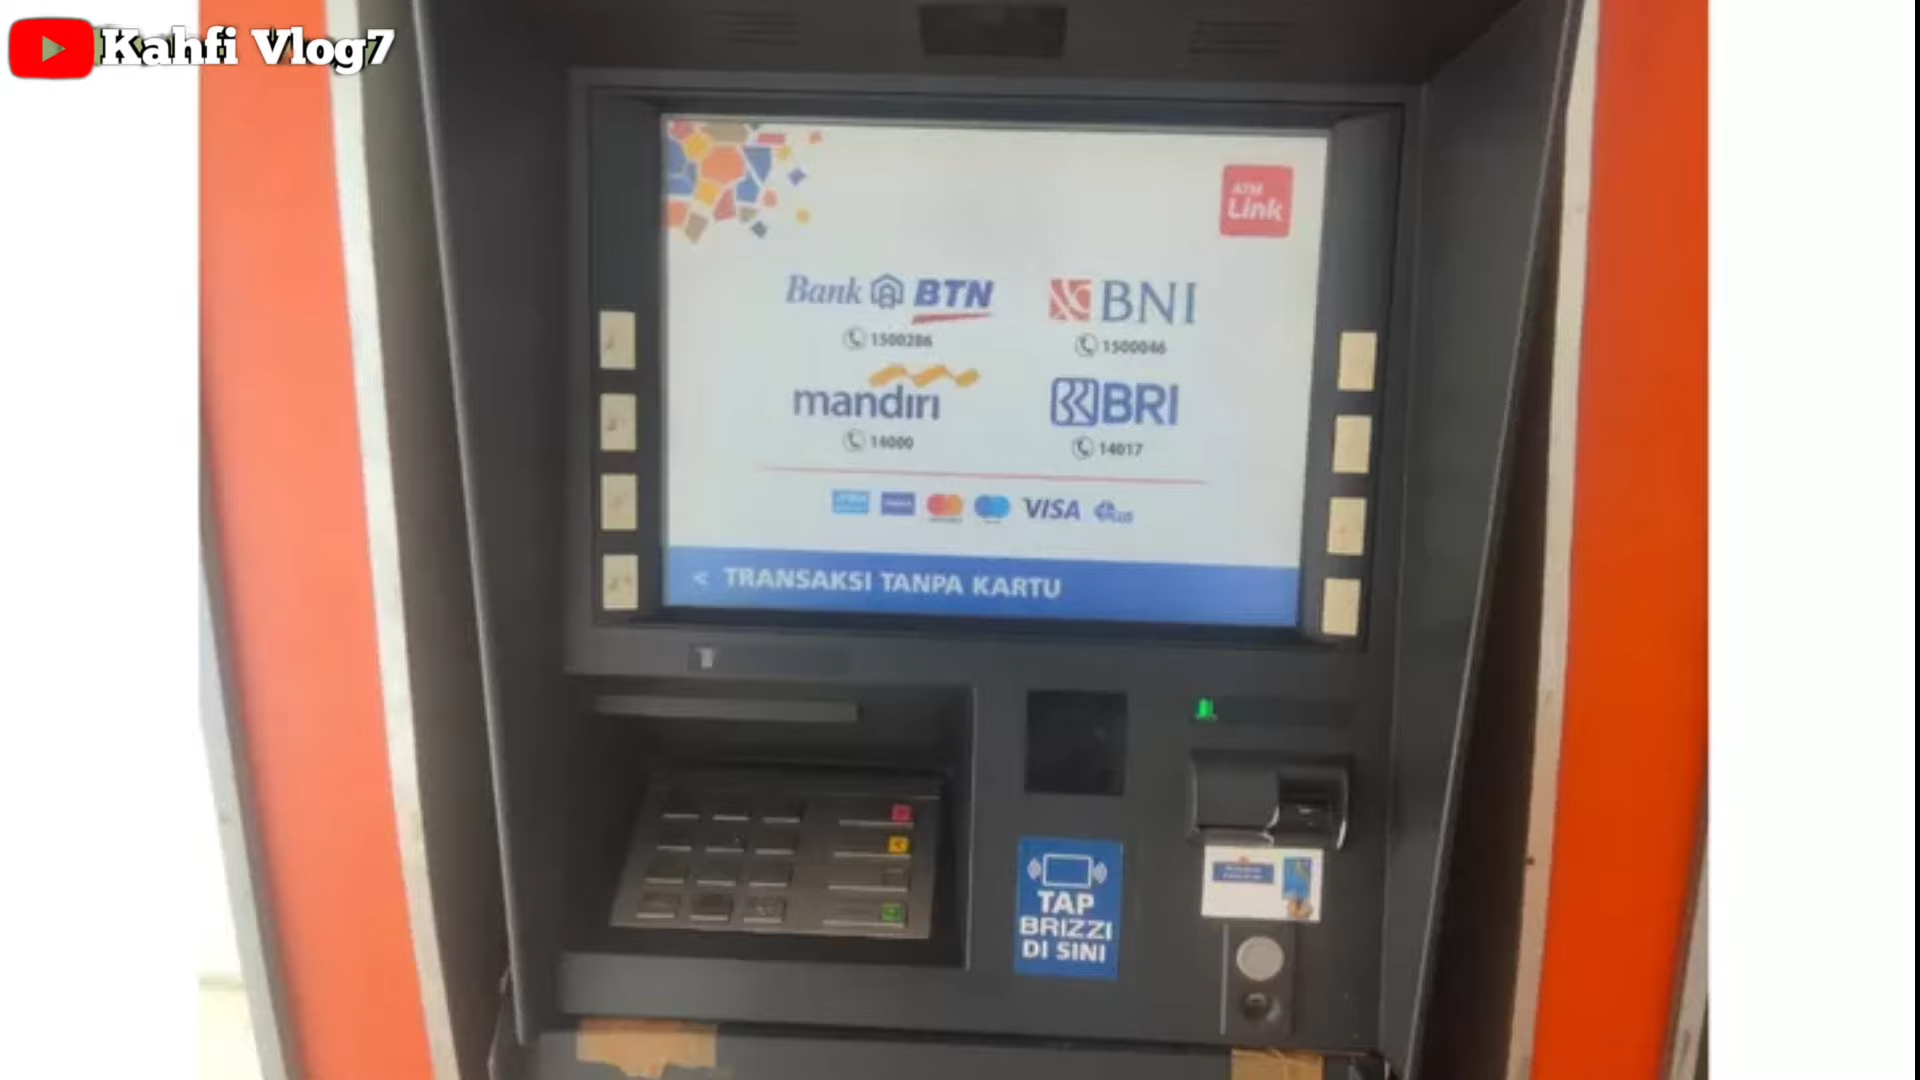 Kahfi Vlog7
ATM
Link
Bank BTN
1500286
BNI
1500046
mandiri
14000
BRI
14017
VISA
PLUS
< TRANSAKSI TANPA KARTU
TAP
BRIZZI
DI SINI